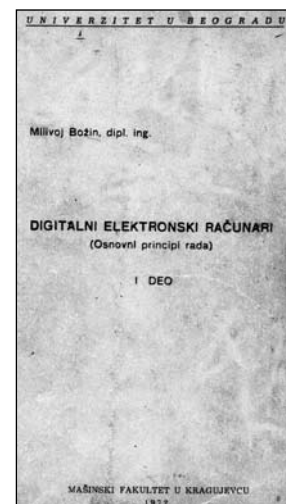 UNIVERZITET U BEOGRADU
Milivoj Božin, dipl. ing.
DIGITALNI ELEKTRONSKI RAČUNARI
(Osnovni principi rada)
I DEO
MAŠINSKI FAKULTET U KRAGUJEVCU